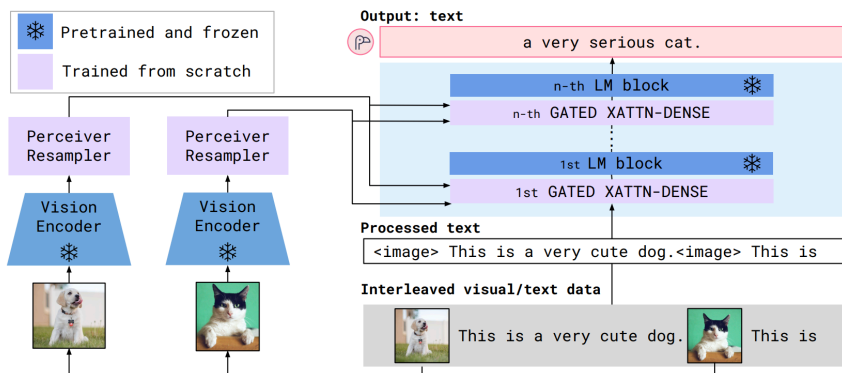 Pretrained and frozen
Trained from scratch
Perceiver
Resampler
Perceiver
Resampler
Vision
Encoder
Vision
Encoder
Output: text
a very serious cat.
n-th LM block
n-th GATED XATTN-DENSE
1st LM block
1st GATED XATTN-DENSE
Processed text
<image> This is a very cute dog.<image> This is
Interleaved visual/text data
This is a very cute dog.
This is